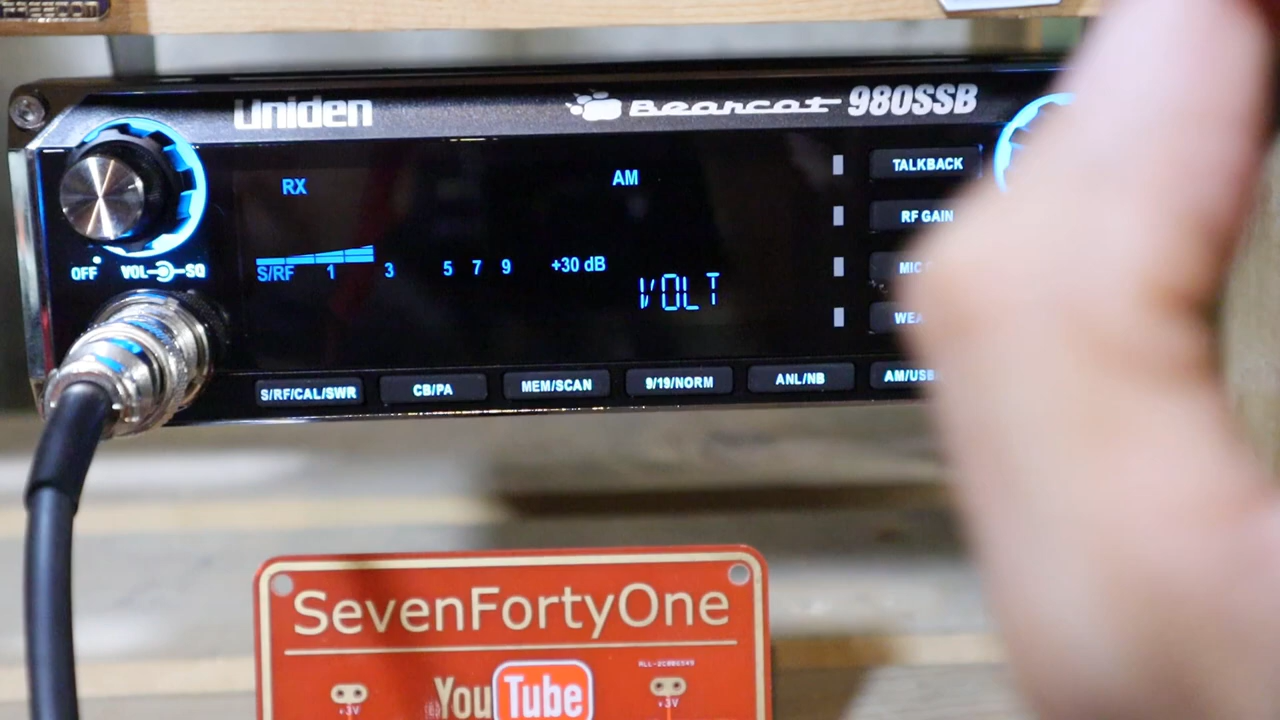 FREEDOM
Uniden
Bearcat 980SSB
RX
AM
TALKBACK
RF GAIN
MIC
OFF
VOL SQ
S/RF 1 3 5 7 9 +30 dB
VOLT
S/RF/CAL/SWR
CB/PA
MEM/SCAN
9/19/NORM
ANL/NB
AM/USB
SevenFortyOne
YouTube
+3V
+3V